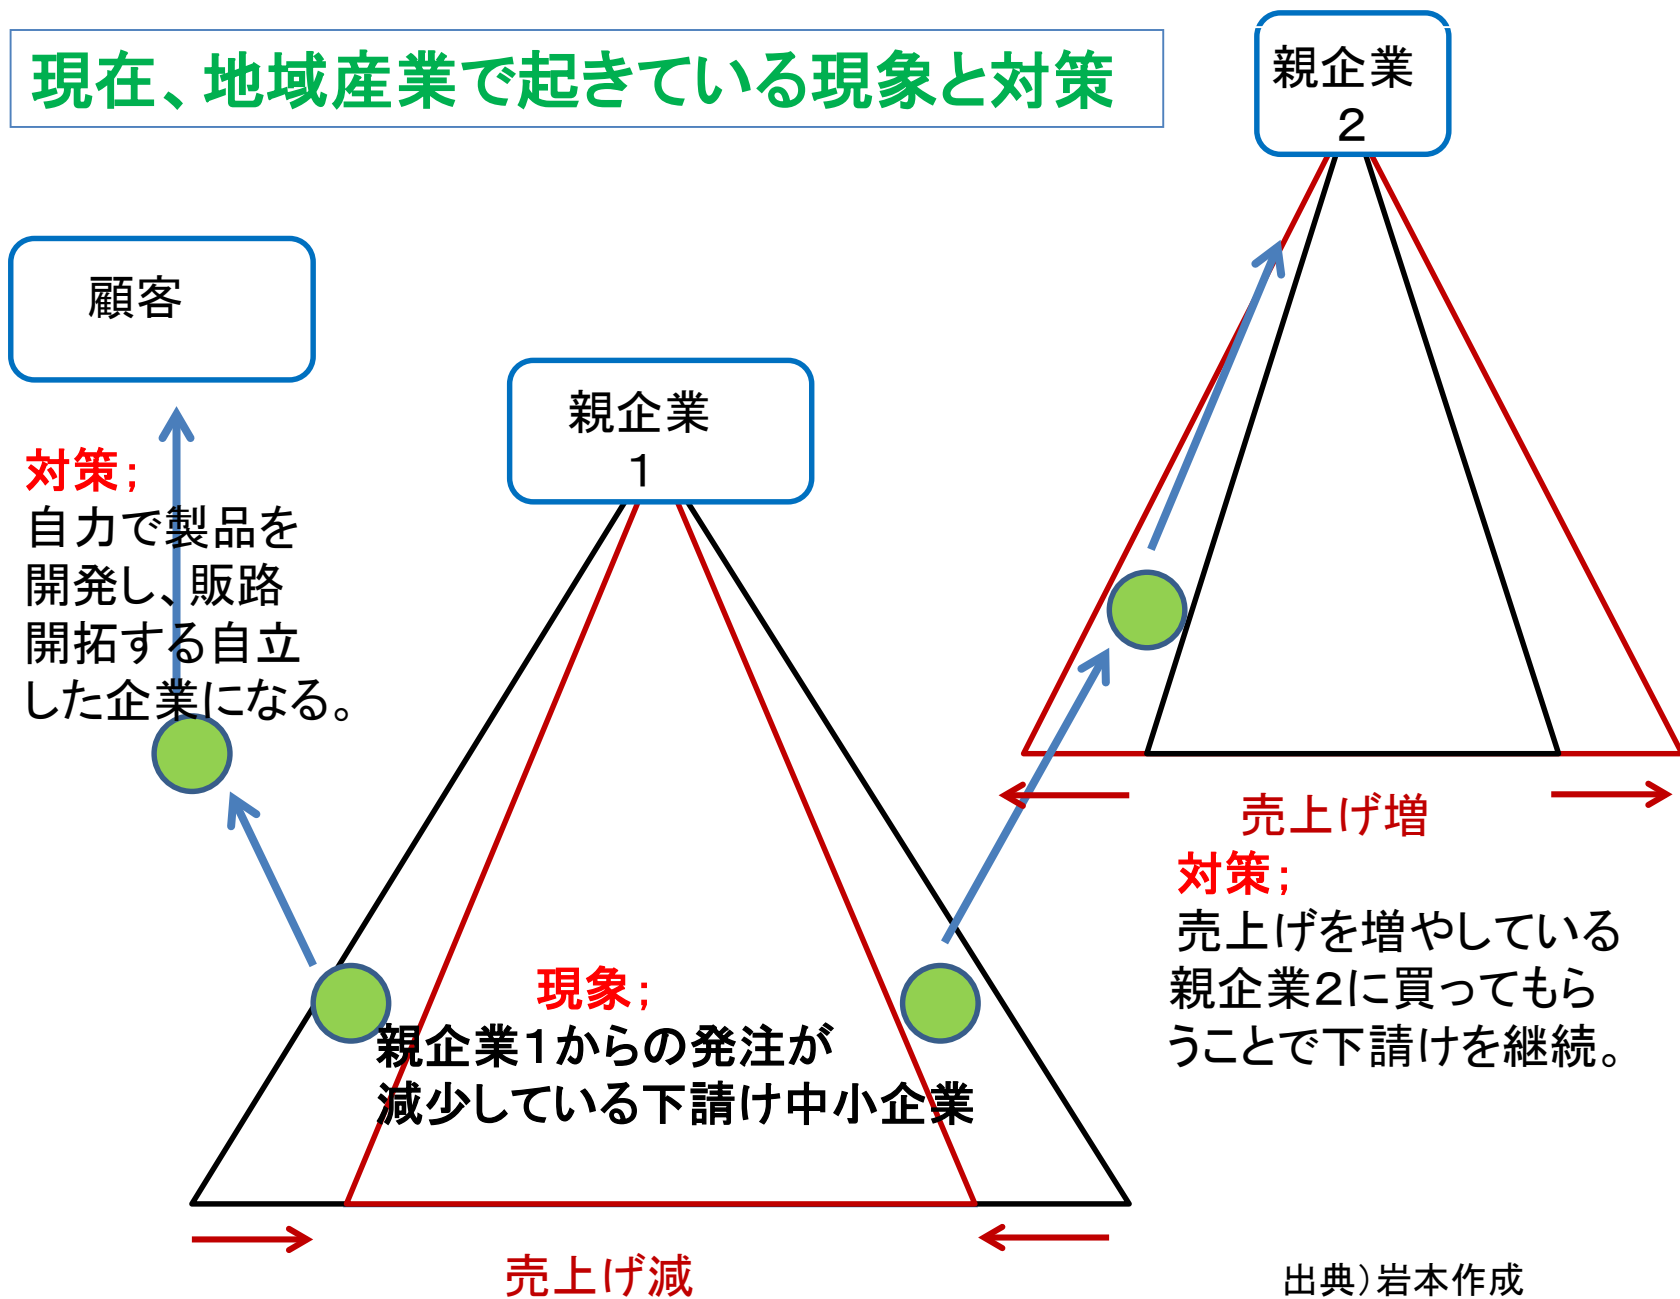 現在、地域産業で起きている現象と対策
親企業
2
顧客
親企業
1
対策;
自力で製品を
開発し、販路
開拓する自立
した企業になる。
売上げ増
対策;
売上げを増やしている
親企業2に買ってもら
うことで下請けを継続。
現象;
親企業1からの発注が
減少している下請け中小企業
売上げ減
出典)岩本作成